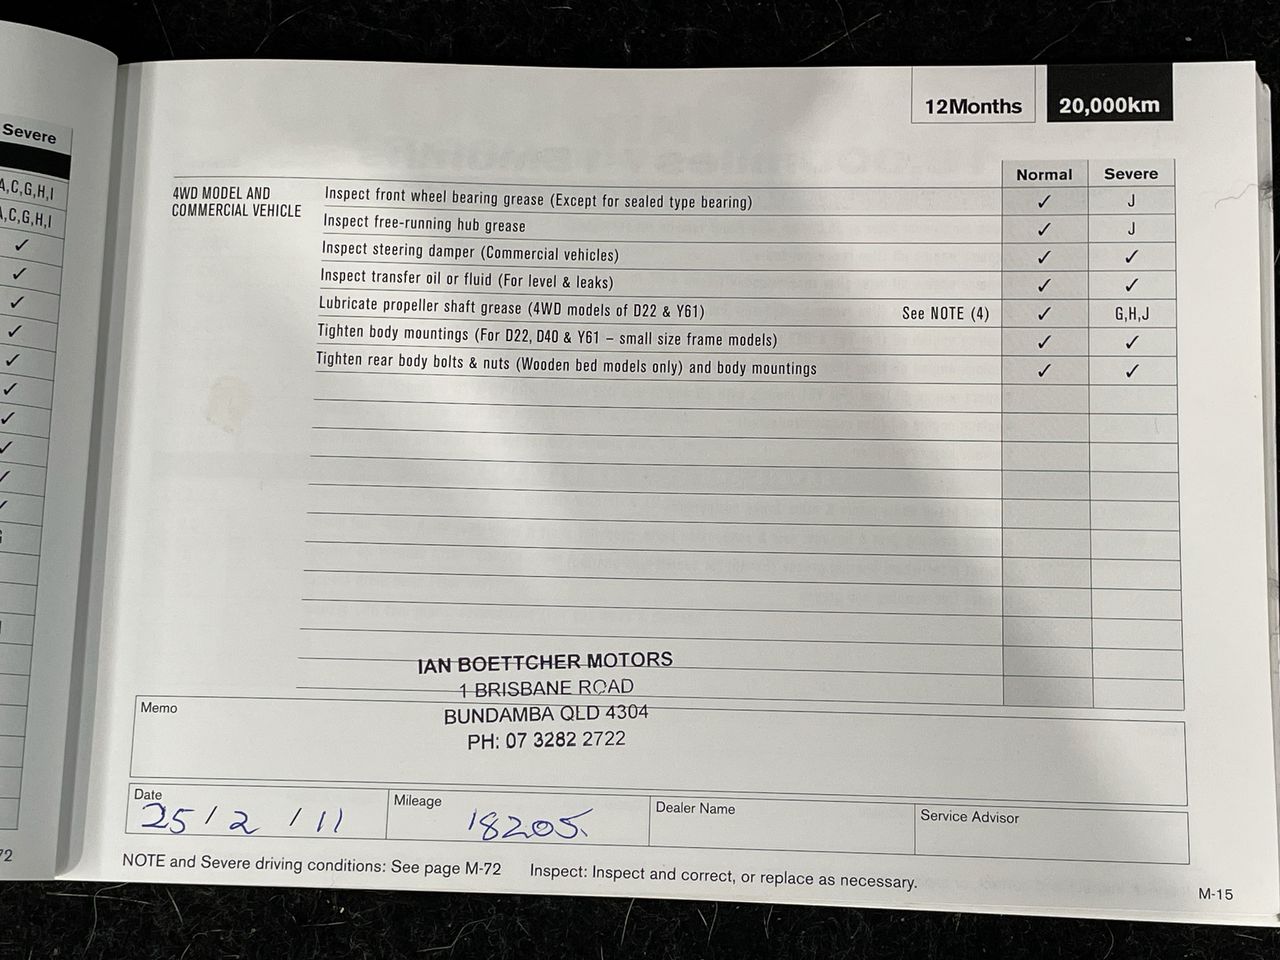 12Months 20,000km
Severe
Normal Severe
A,C,G,H,I
A,C,G,H,I
✓
✓
✓
✓
✓
✓
✓
✓
✓
✓
✓
4WD MODEL AND
COMMERCIAL VEHICLE
Inspect front wheel bearing grease (Except for sealed type bearing) ✓ J
Inspect free-running hub grease ✓ J
Inspect steering damper (Commercial vehicles) ✓ ✓
Inspect transfer oil or fluid (For level & leaks) ✓ ✓
Lubricate propeller shaft grease (4WD models of D22 & Y61) See NOTE (4) ✓ G,H,J
Tighten body mountings (For D22, D40 & Y61 – small size frame models) ✓ ✓
Tighten rear body bolts & nuts (Wooden bed models only) and body mountings ✓ ✓
IAN BOETTCHER MOTORS
1 BRISBANE ROAD
BUNDAMBA QLD 4304
PH: 07 3282 2722
Memo
Date Mileage Dealer Name Service Advisor
25/2/11 18205.
NOTE and Severe driving conditions: See page M-72 Inspect: Inspect and correct, or replace as necessary.
72
M-15